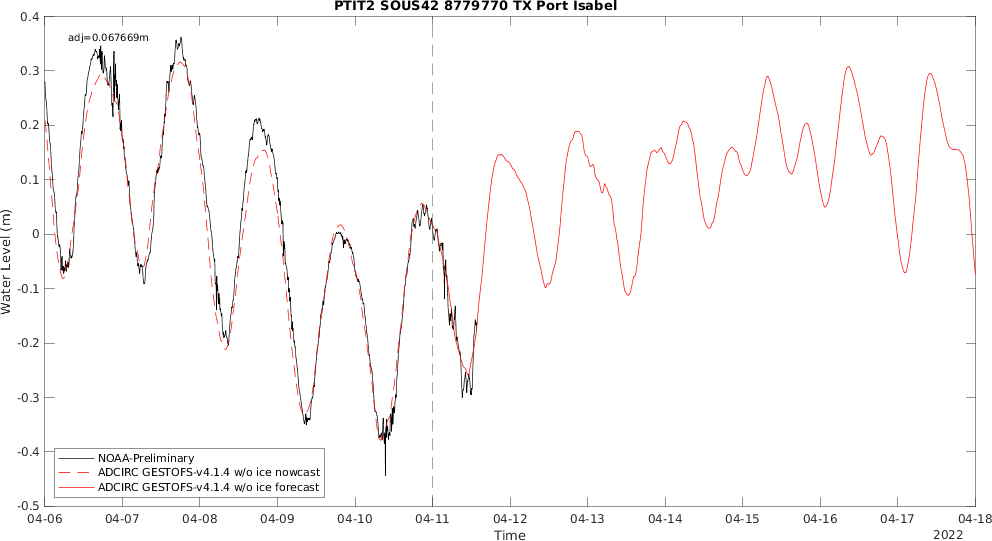 PTIT2 SOUS42 8779770 TX Port Isabel
adj=0.067669m
0.4
0.3
0.2
0.1
0
-0.1
-0.2
-0.3
-0.4
-0.5
Water Level (m)
NOAA-Preliminary
ADCIRC GESTOFS-v4.1.4 w/o ice nowcast
ADCIRC GESTOFS-v4.1.4 w/o ice forecast
04-06 04-07 04-08 04-09 04-10 04-11 04-12 04-13 04-14 04-15 04-16 04-17 04-18
Time
2022